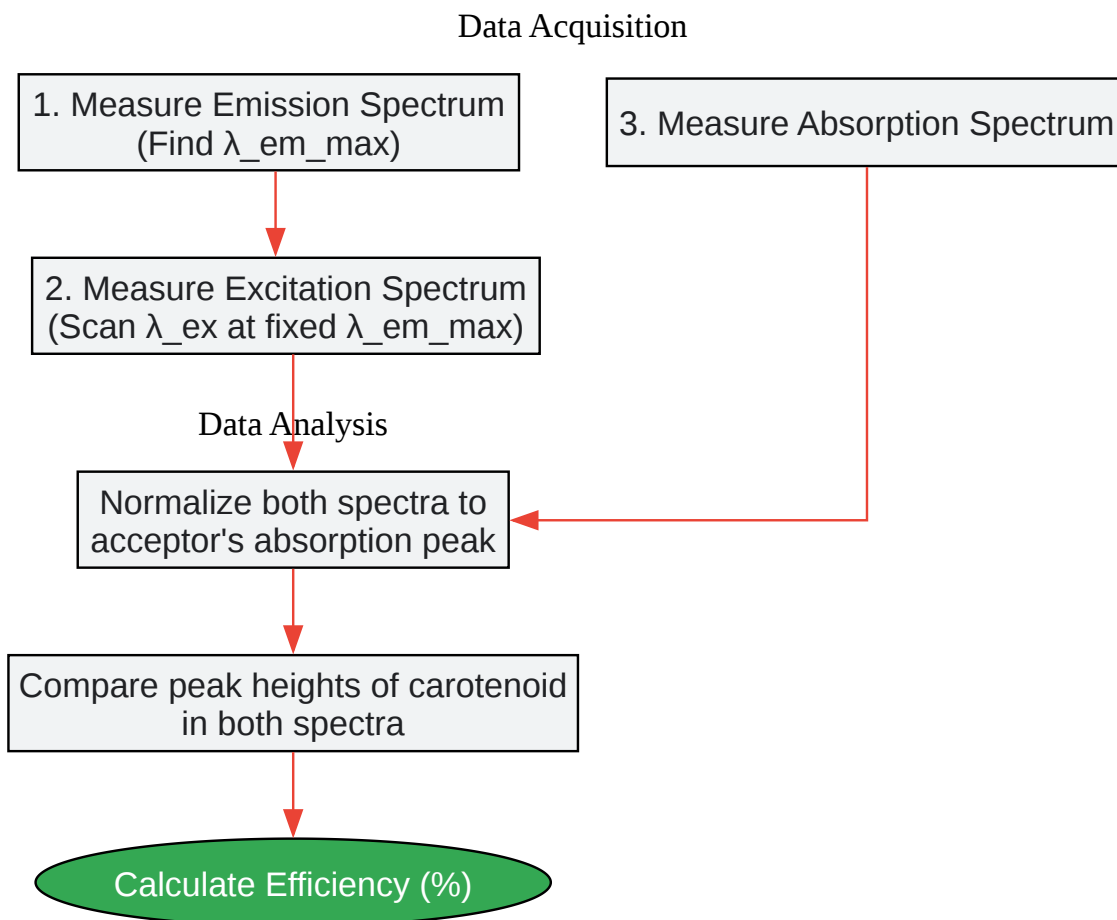 Data Acquisition
1. Measure Emission Spectrum
(Find λ_em_max)
3. Measure Absorption Spectrum
2. Measure Excitation Spectrum
(Scan λ_ex at fixed λ_em_max)
Data Analysis
Normalize both spectra to
acceptor's absorption peak
Compare peak heights of carotenoid
in both spectra
Calculate Efficiency (%)